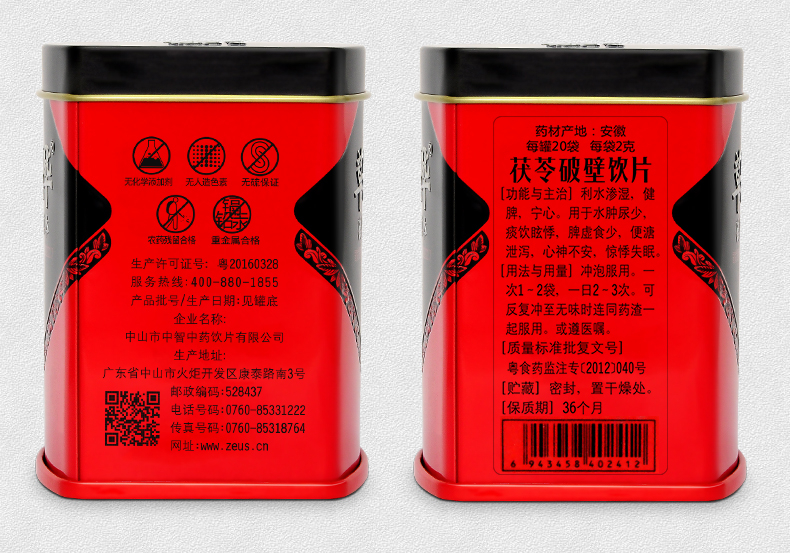 无化学添加剂 无人工色素 无硫保健
农药残留合格 重金属合格
生产许可证号: 粤20160328
服务热线:400-880-1855
产品批号/生产日期:见罐底
企业名称:
中山市中智中药饮片有限公司
生产地址:
广东省中山市火炬开发区康泰路南3号
邮政编码:528437
电话号码:0760-85331222
传真号码:0760-85318764
网址:www.zeus.cn
药材产地:安徽
每罐20袋 每袋2克
茯苓破壁饮片
[功能与主治] 利水渗湿,健
脾,宁心。用于水肿尿少,
痰饮眩悸,脾虚食少,便溏
泄泻,心神不安,惊悸失眠。
[用法与用量] 冲泡服用。一
次1-2袋,一日2-3次。可
反复冲至无味时连同药渣一
起服用。或遵医嘱。
[质量标准批复文号]
粤食药监注专〔2012〕040号
[贮藏] 密封,置干燥处。
[保质期] 36个月
6 943458 402412